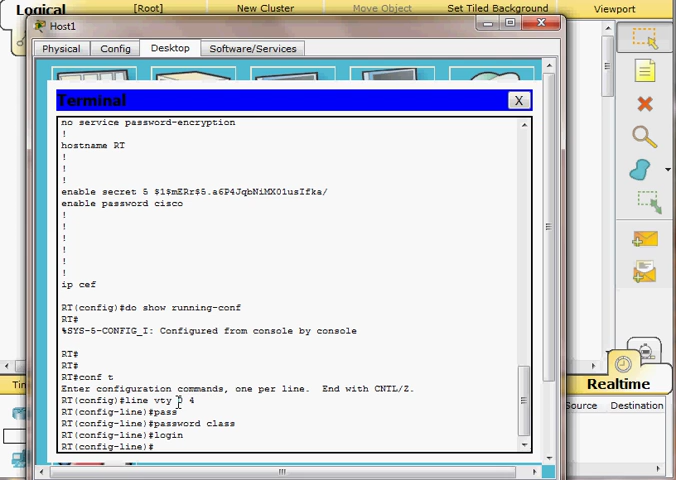 Logical
[Root]
New Cluster
Move Object
Set Tiled Background
Viewport
Host1
Physical
Config
Desktop
Software/Services
Terminal
X
no service password-encryption
!
hostname RT
!
!
!
enable secret 5 $1$mERr$5.a6P4JqbNiMX01usIfka/
enable password cisco
!
!
!
!
!
!
ip cef
RT(config)#do show running-conf
RT#
%SYS-5-CONFIG_I: Configured from console by console
RT#
RT#
RT#conf t
Enter configuration commands, one per line. End with CNTL/Z.
RT(config)#line vty 0 4
RT(config-line)#pass
RT(config-line)#password class
RT(config-line)#login
RT(config-line)#
Realtime
Source
Destination